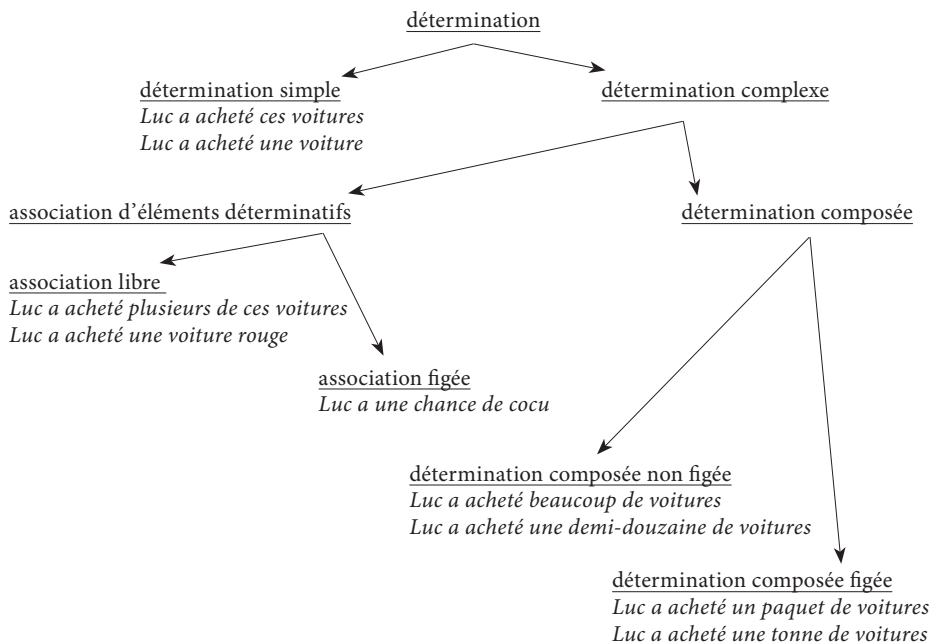 détermination
détermination simple
Luc a acheté ces voitures
Luc a acheté une voiture
détermination complexe
association d'éléments déterminatifs
détermination composée
association libre
Luc a acheté plusieurs de ces voitures
Luc a acheté une voiture rouge
association figée
Luc a une chance de cocu
détermination composée non figée
Luc a acheté beaucoup de voitures
Luc a acheté une demi-douzaine de voitures
détermination composée figée
Luc a acheté un paquet de voitures
Luc a acheté une tonne de voitures